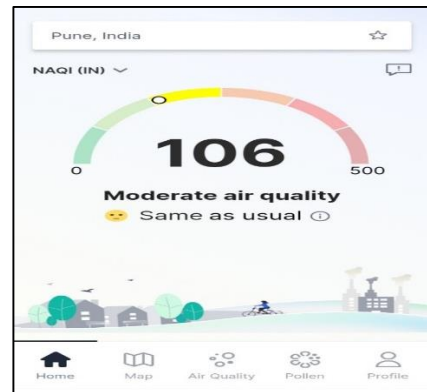 Pune, India
NAQI (IN)
106
0
500
Moderate air quality
Same as usual
Home Map Air Quality Pollen Profile